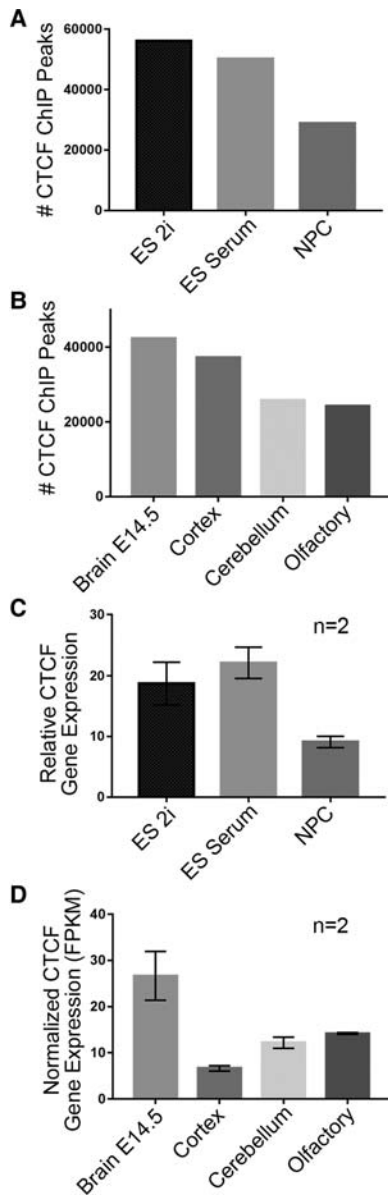 A
# CTCF ChIP Peaks
60000
40000
20000
0
ES 2i
ES Serum
NPC
B
# CTCF ChIP Peaks
40000
20000
0
Brain E14.5
Cortex
Cerebellum
Olfactory
C
Relative CTCF
Gene Expression
30
20
10
0
n=2
ES 2i
ES Serum
NPC
D
Normalized CTCF
Gene Expression (FPKM)
40
30
20
10
0
n=2
Brain E14.5
Cortex
Cerebellum
Olfactory